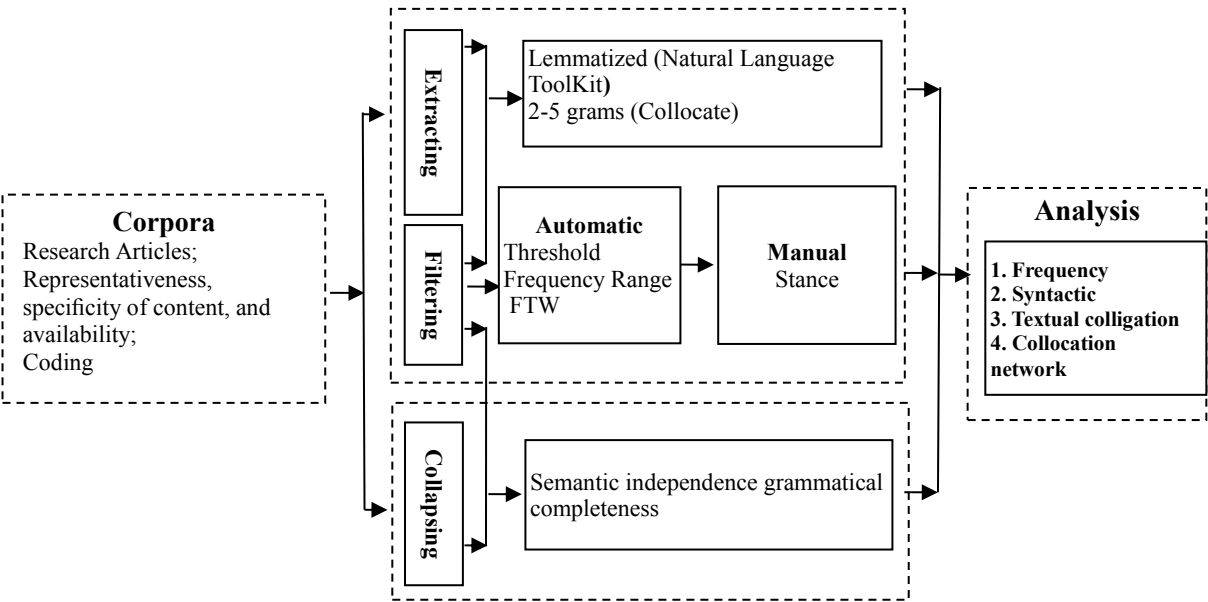 Corpora
Research Articles;
Representativeness,
specificity of content, and
availability;
Coding
Extracting
Lemmatized (Natural Language
ToolKit)
2-5 grams (Collocate)
Filtering
Automatic
Threshold
Frequency Range
FTW
Manual
Stance
Collapsing
Semantic independence grammatical
completeness
Analysis
1. Frequency
2. Syntactic
3. Textual colligation
4. Collocation
network